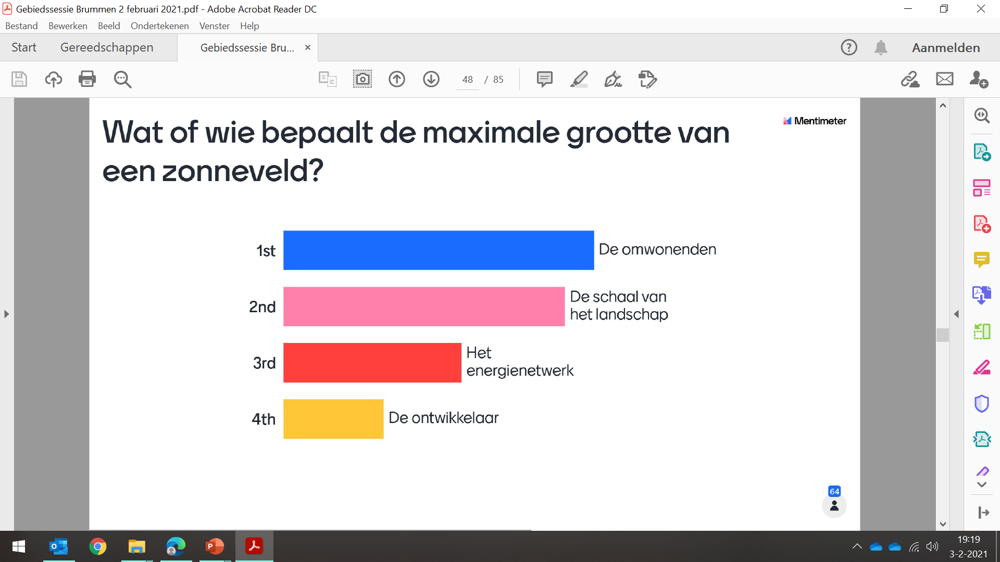 Gebiedssessie Brummen 2 februari 2021.pdf - Adobe Acrobat Reader DC
Bestand Bewerken Beeld Ondertekenen Venster Help
Start Gereedschappen Gebiedssessie Bru... × Aanmelden
48 / 85
Wat of wie bepaalt de maximale grootte van
een zonneveld?
Mentimeter
1st De omwonenden
2nd De schaal van
het landschap
3rd Het
energienetwerk
4th De ontwikkelaar
64
19:19
3-2-2021